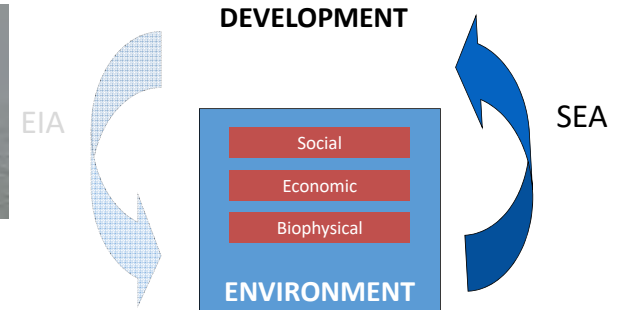 DEVELOPMENT
EIA
SEA
Social
Economic
Biophysical
ENVIRONMENT